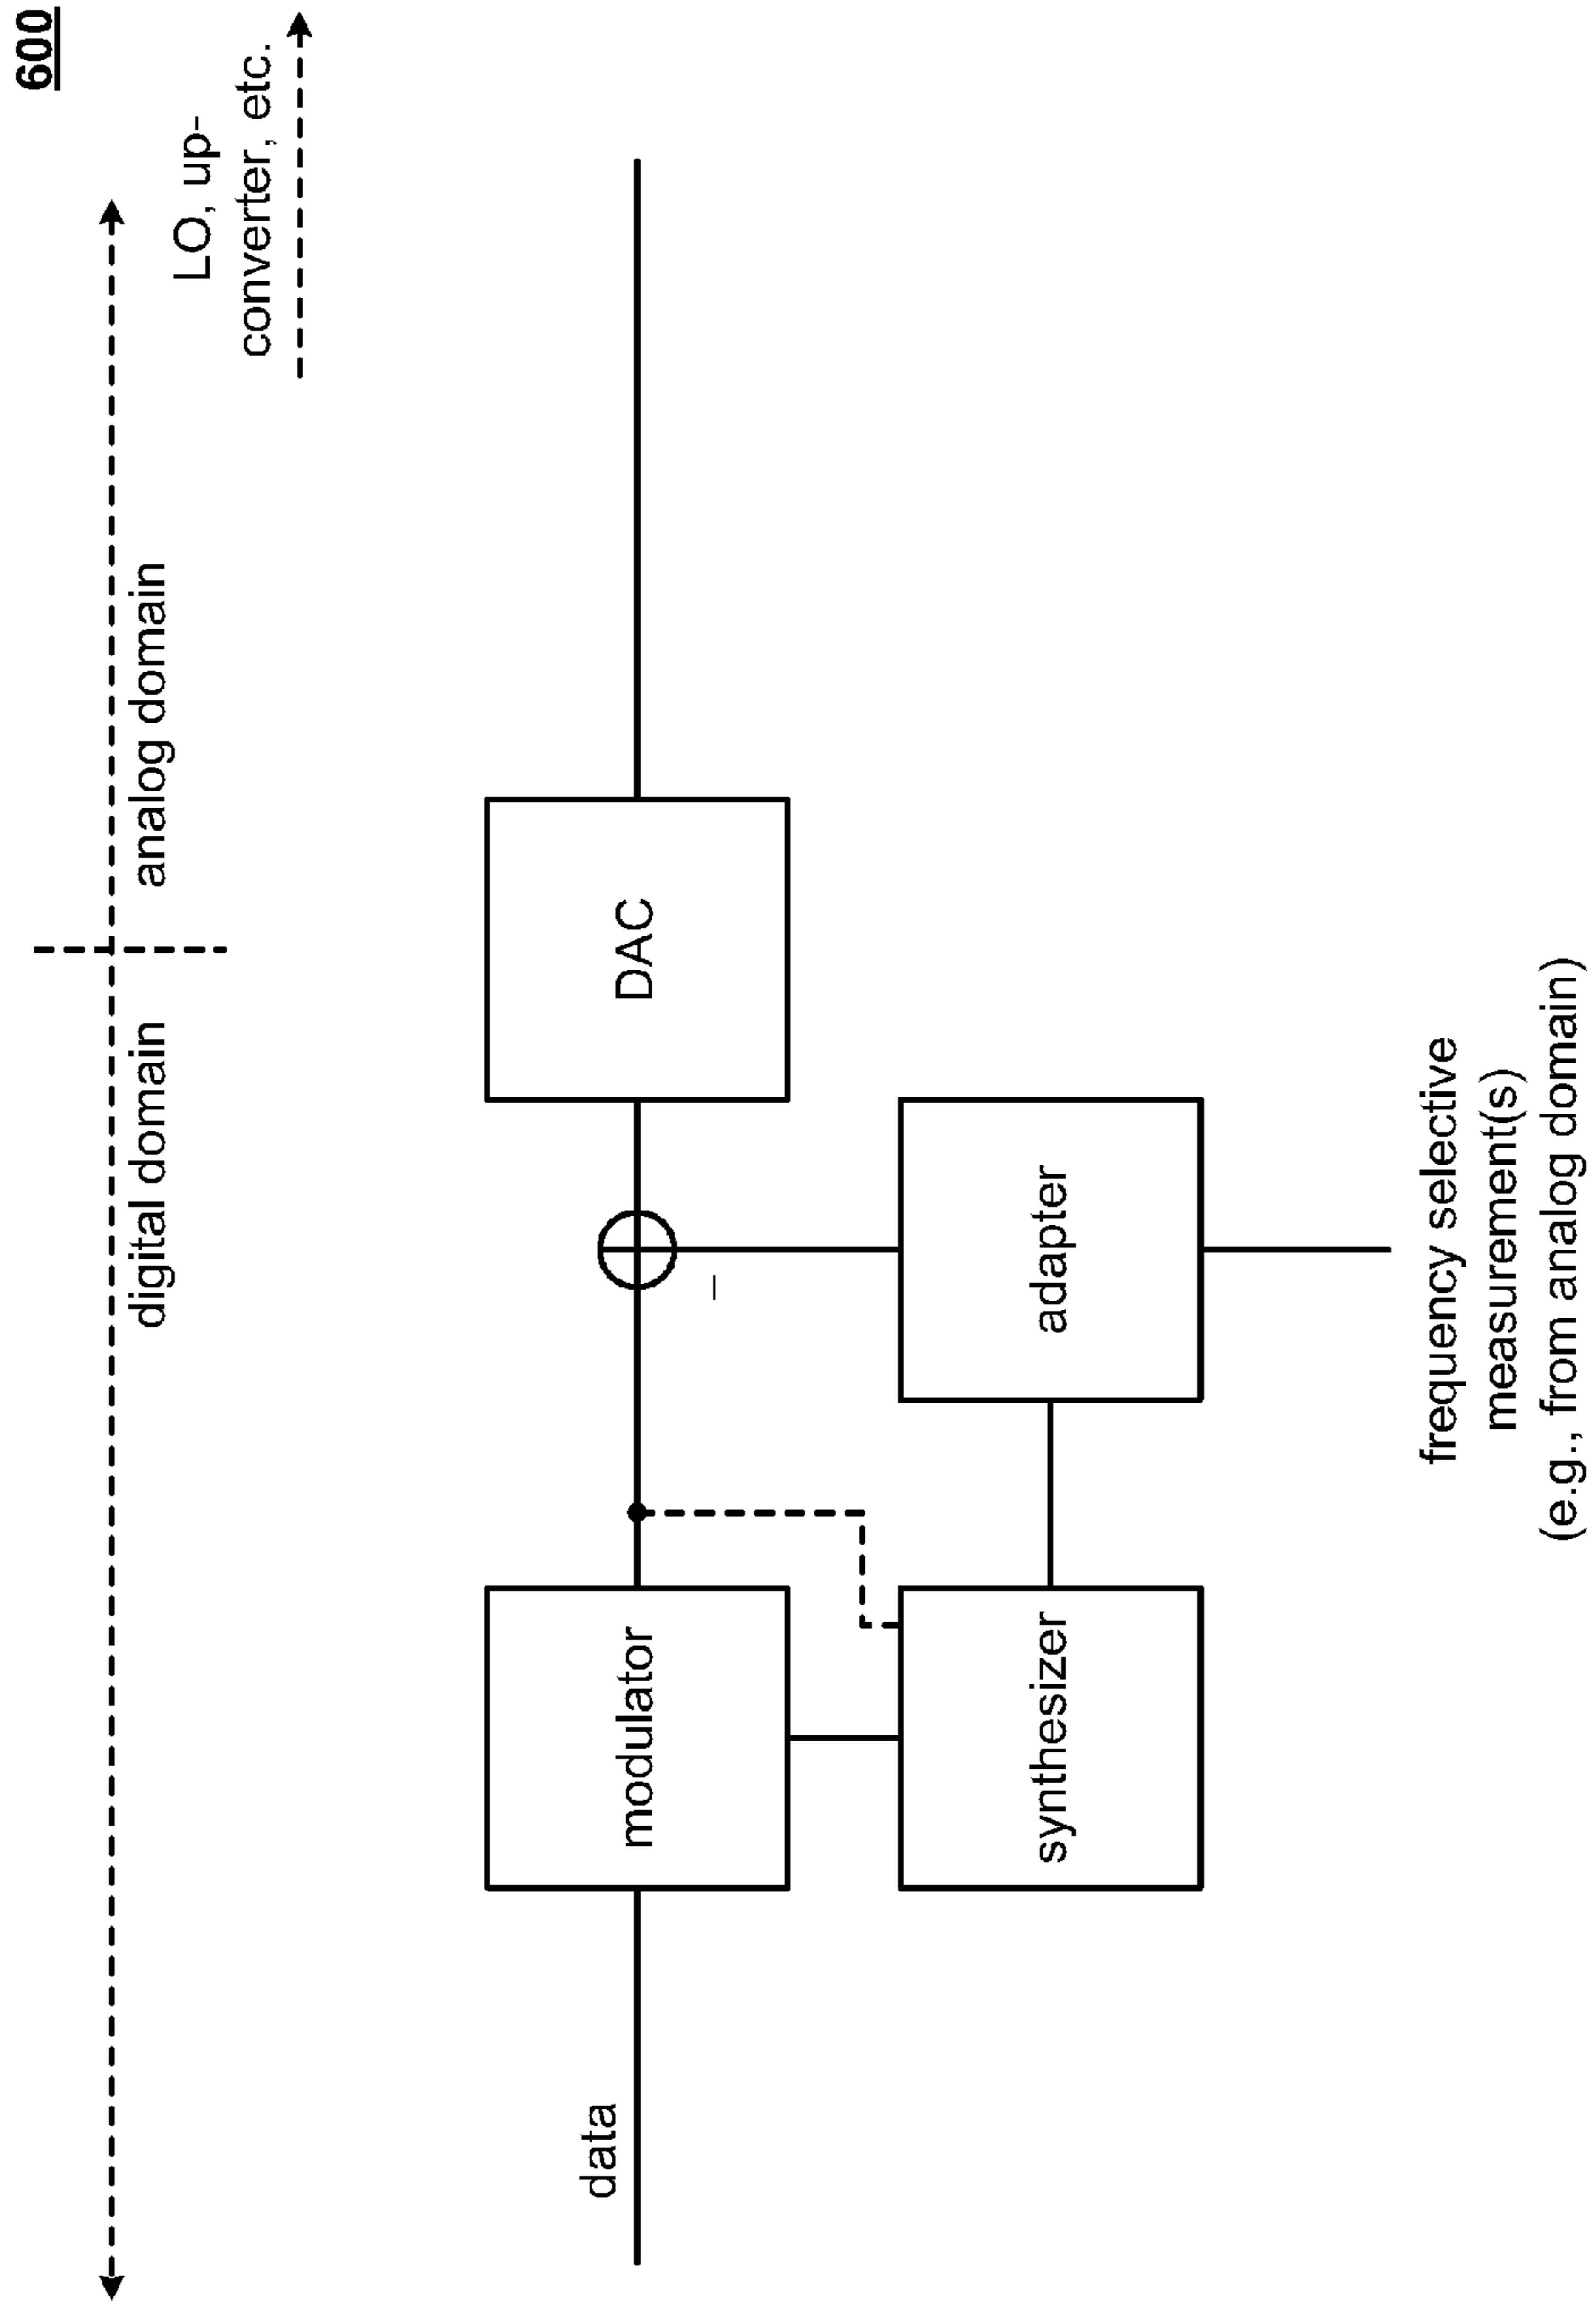 600
digital domain
analog domain
LO, up-
converter, etc.
data
modulator
DAC
–
synthesizer
adapter
frequency selective
measurement(s)
(e.g., from analog domain)